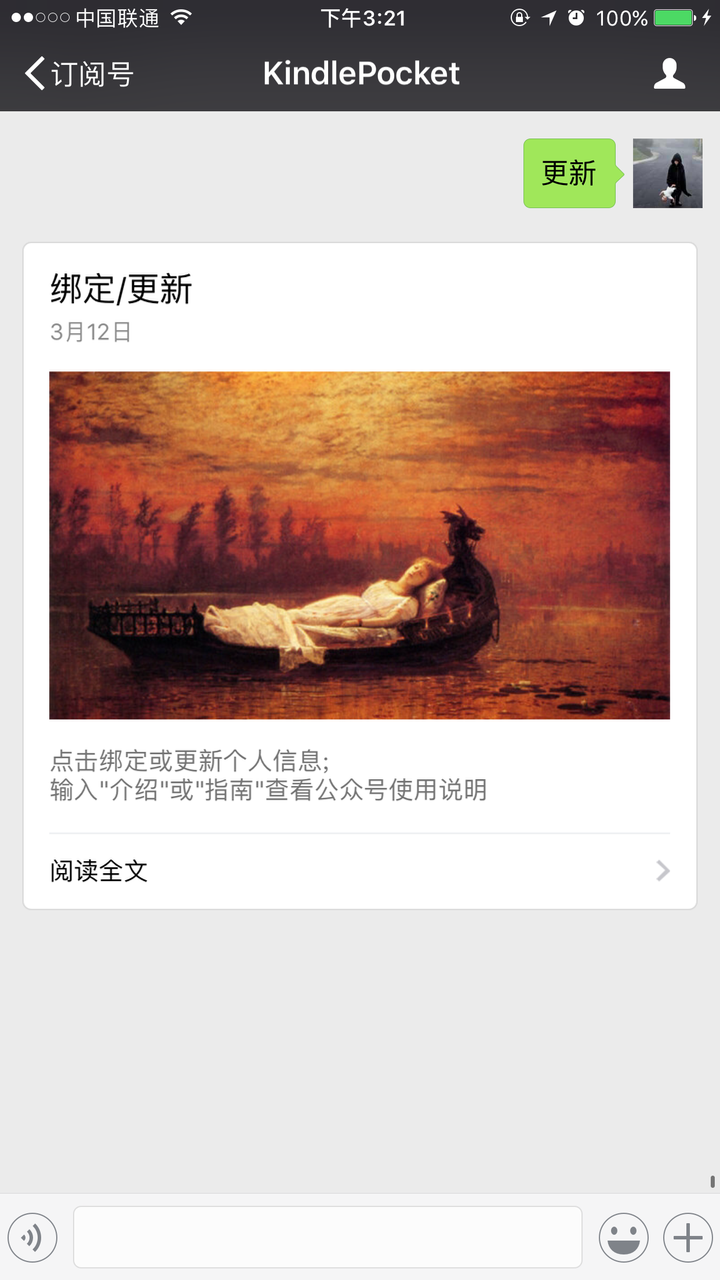 中国联通 下午3:21 100%
订阅号 KindlePocket
更新
绑定/更新
3月12日
点击绑定或更新个人信息;
输入"介绍"或"指南"查看公众号使用说明
阅读全文